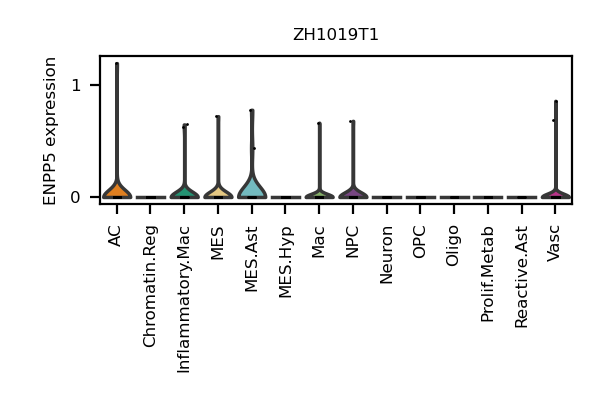 ZH1019T1
ENPP5 expression
1
0
AC
Chromatin.Reg
Inflammatory.Mac
MES
MES.Ast
MES.Hyp
Mac
NPC
Neuron
OPC
Oligo
Prolif.Metab
Reactive.Ast
Vasc